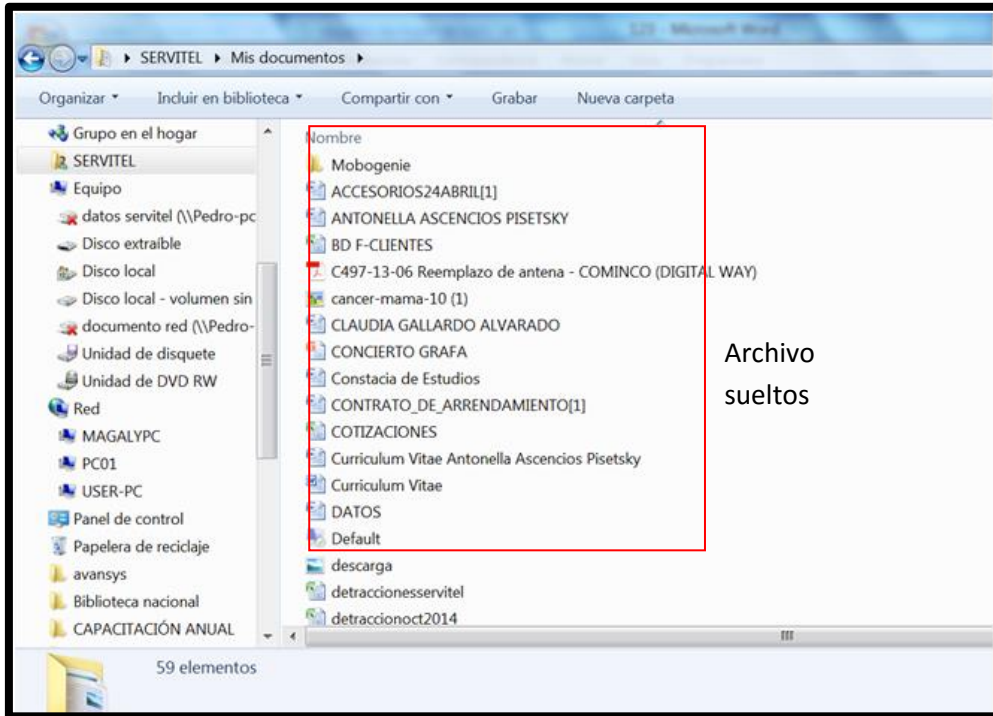 123 - Microsoft Word
SERVITEL ▸ Mis documentos ▸
Organizar Incluir en biblioteca Compartir con Grabar Nueva carpeta
Grupo en el hogar
SERVITEL
Equipo
datos servitel (\\Pedro-pc
Disco extraíble
Disco local
Disco local - volumen sin
documento red (\\Pedro-
Unidad de disquete
Unidad de DVD RW
Red
MAGALYPC
PC01
USER-PC
Panel de control
Papelera de reciclaje
avansys
Biblioteca nacional
CAPACITACIÓN ANUAL
Nombre
Mobogenie
ACCESORIOS24ABRIL[1]
ANTONELLA ASCENCIOS PISETSKY
BD F-CLIENTES
C497-13-06 Reemplazo de antena - COMINCO (DIGITAL WAY)
cancer-mama-10 (1)
CLAUDIA GALLARDO ALVARADO
CONCIERTO GRAFA
Constacia de Estudios
CONTRATO_DE_ARRENDAMIENTO[1]
COTIZACIONES
Curriculum Vitae Antonella Ascencios Pisetsky
Curriculum Vitae
DATOS
Default
descarga
detraccionesservitel
detraccionoct2014
Archivo
sueltos
59 elementos